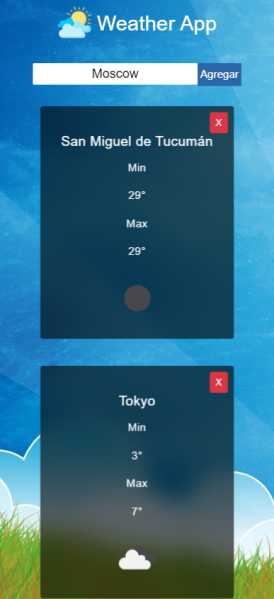 Weather App
Moscow
Agregar
X
San Miguel de Tucumán
Min
29°
Max
29°
X
Tokyo
Min
3°
Max
7°